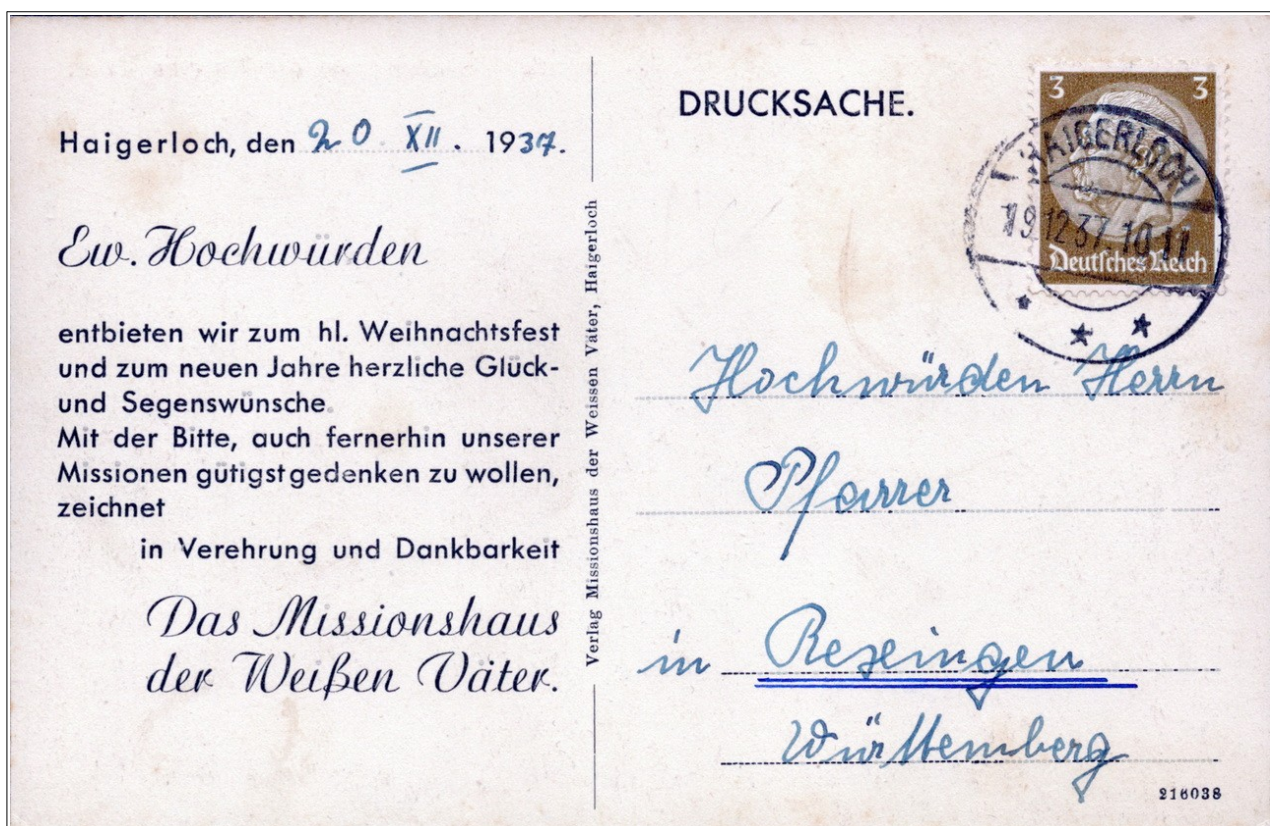 Haigerloch, den 20 XII. 1937.
Ew. Hochwürden
entbieten wir zum hl. Weihnachtsfest
und zum neuen Jahre herzliche Glück-
und Segenswünsche.
Mit der Bitte, auch fernerhin unserer
Missionen gütigst gedenken zu wollen,
zeichnet
in Verehrung und Dankbarkeit
Das Missionshaus
der Weißen Väter.
Verlag Missionshaus der Weissen Väter, Haigerloch
DRUCKSACHE.
3 3
Deutsches Reich
HAIGERLOCH
19.12.37.10-11
Hochwürden Herrn
Pfarrer
in
Württemberg
216038